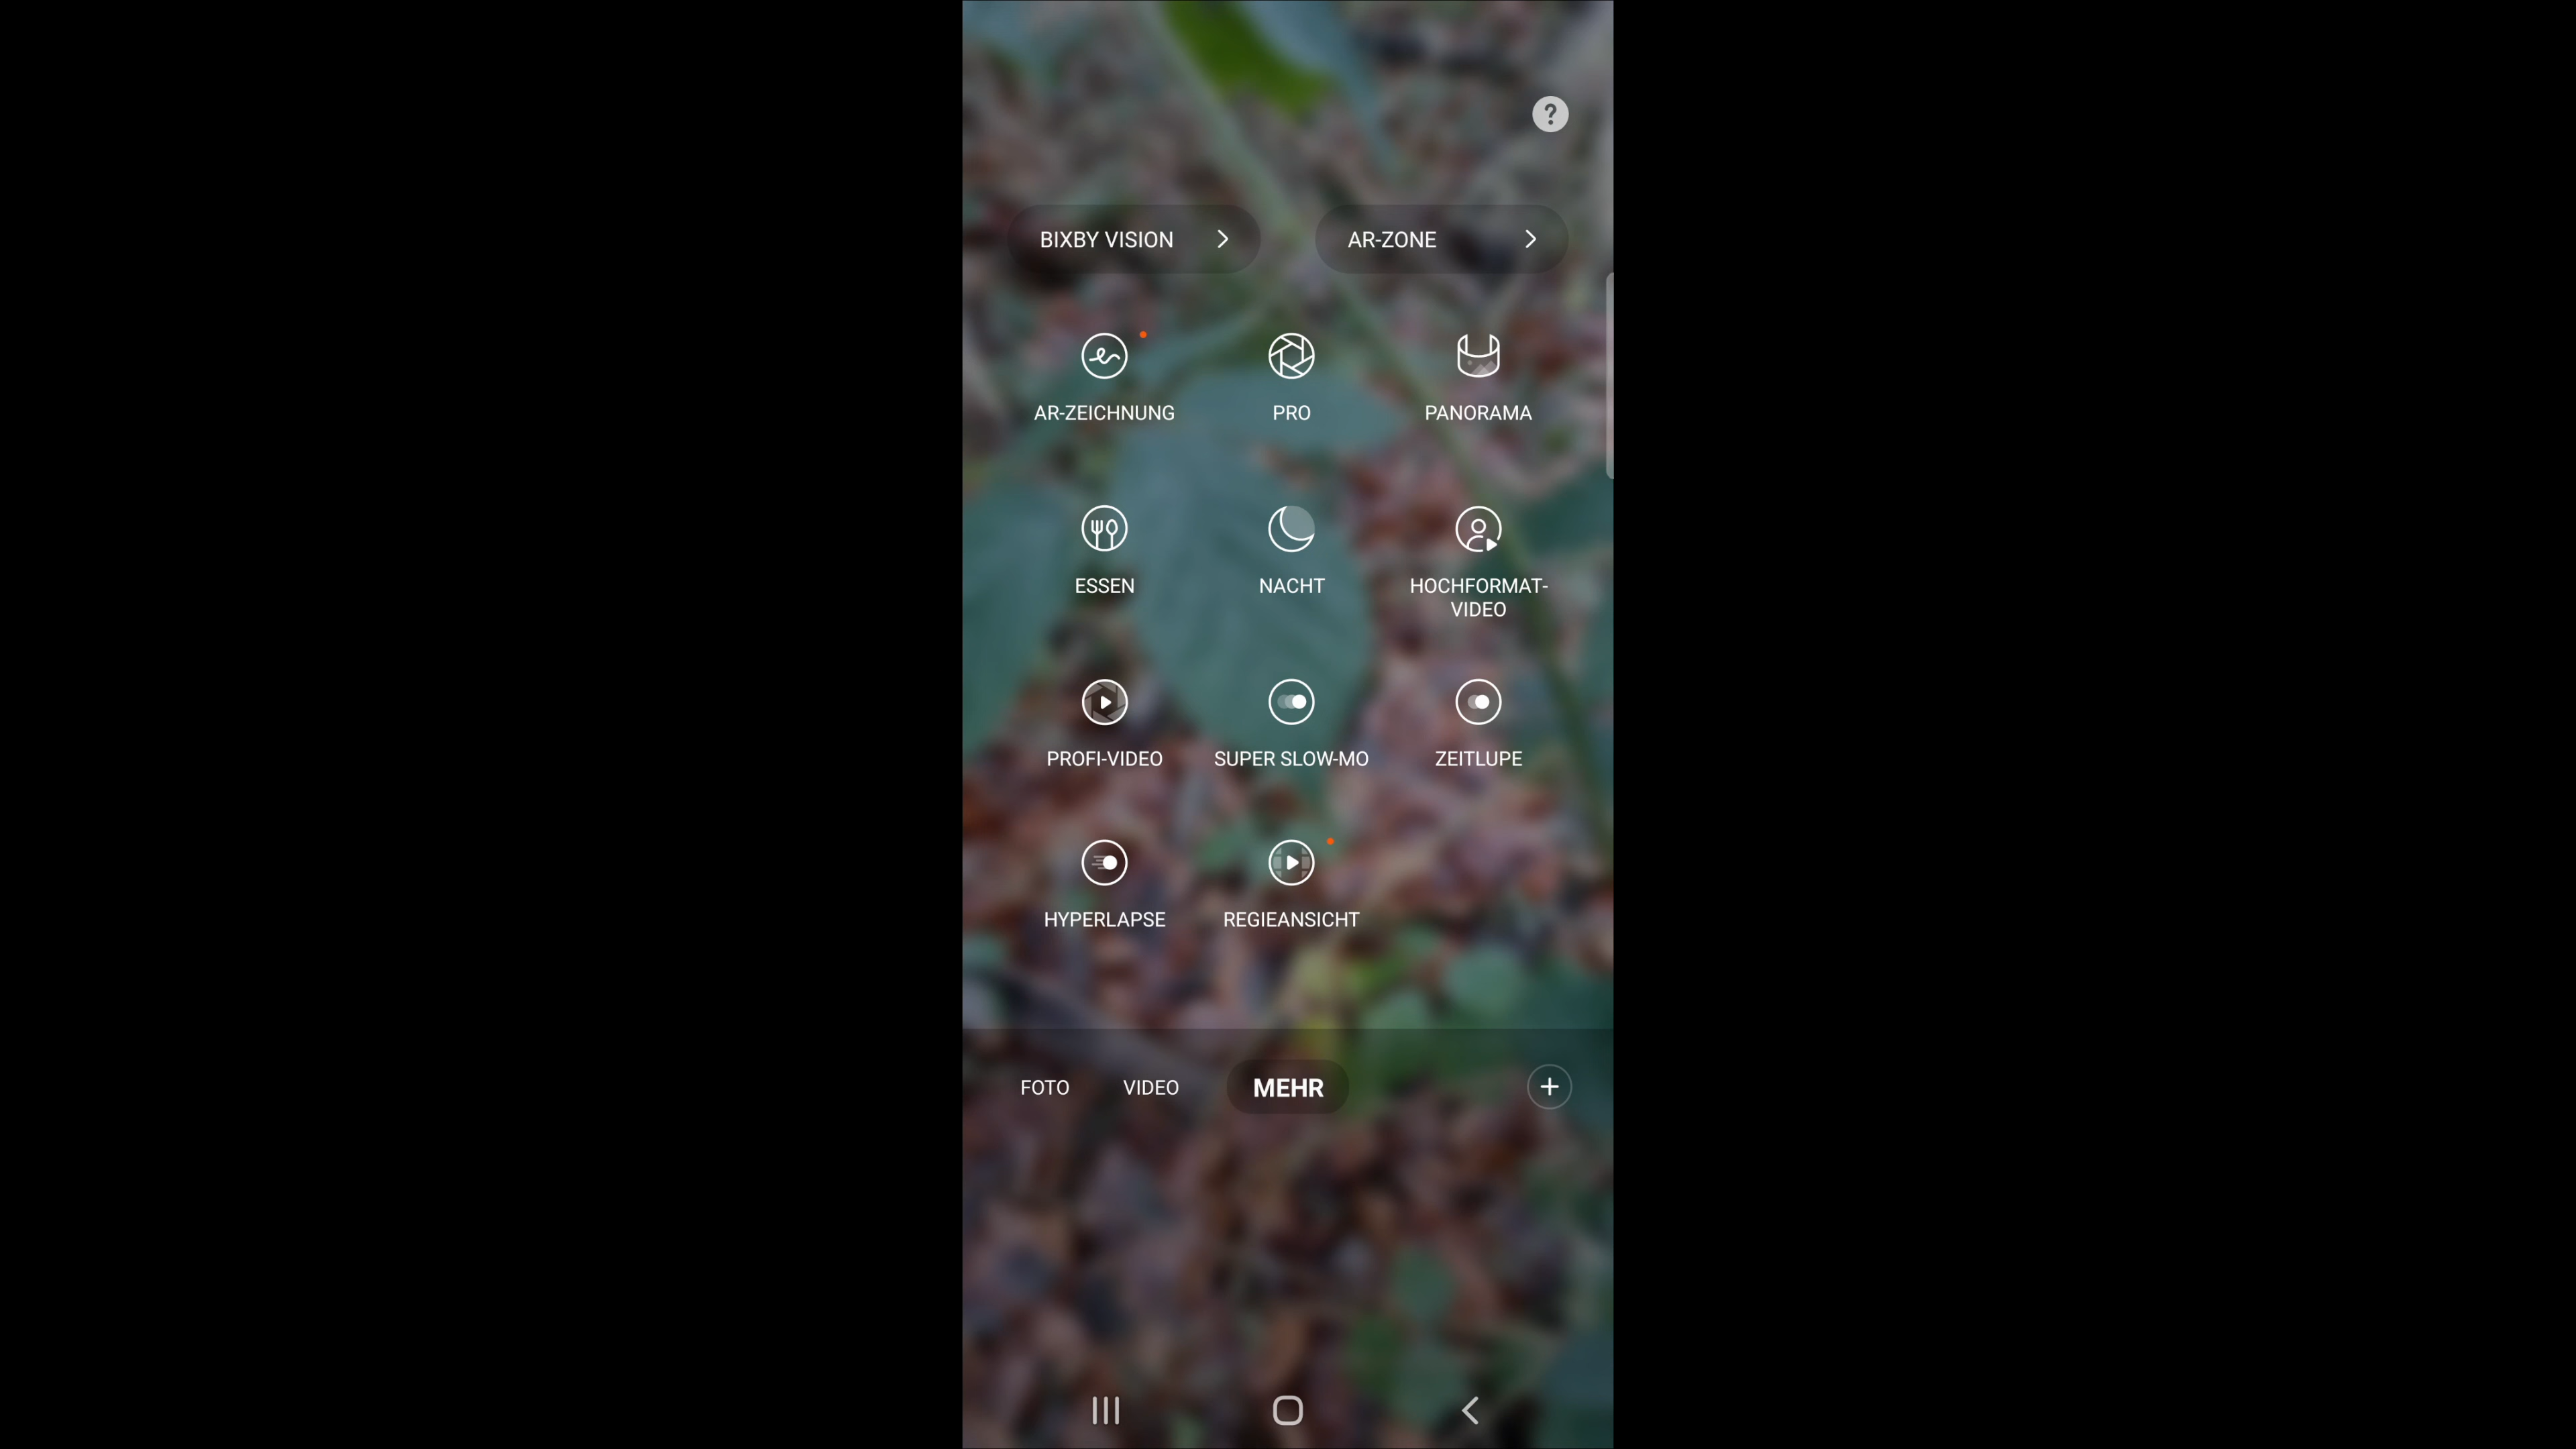 ?
BIXBY VISION
AR-ZONE
AR-ZEICHNUNG
PRO
PANORAMA
ESSEN
NACHT
HOCHFORMAT-
VIDEO
PROFI-VIDEO
SUPER SLOW-MO
ZEITLUPE
HYPERLAPSE
REGIEANSICHT
FOTO
VIDEO
MEHR